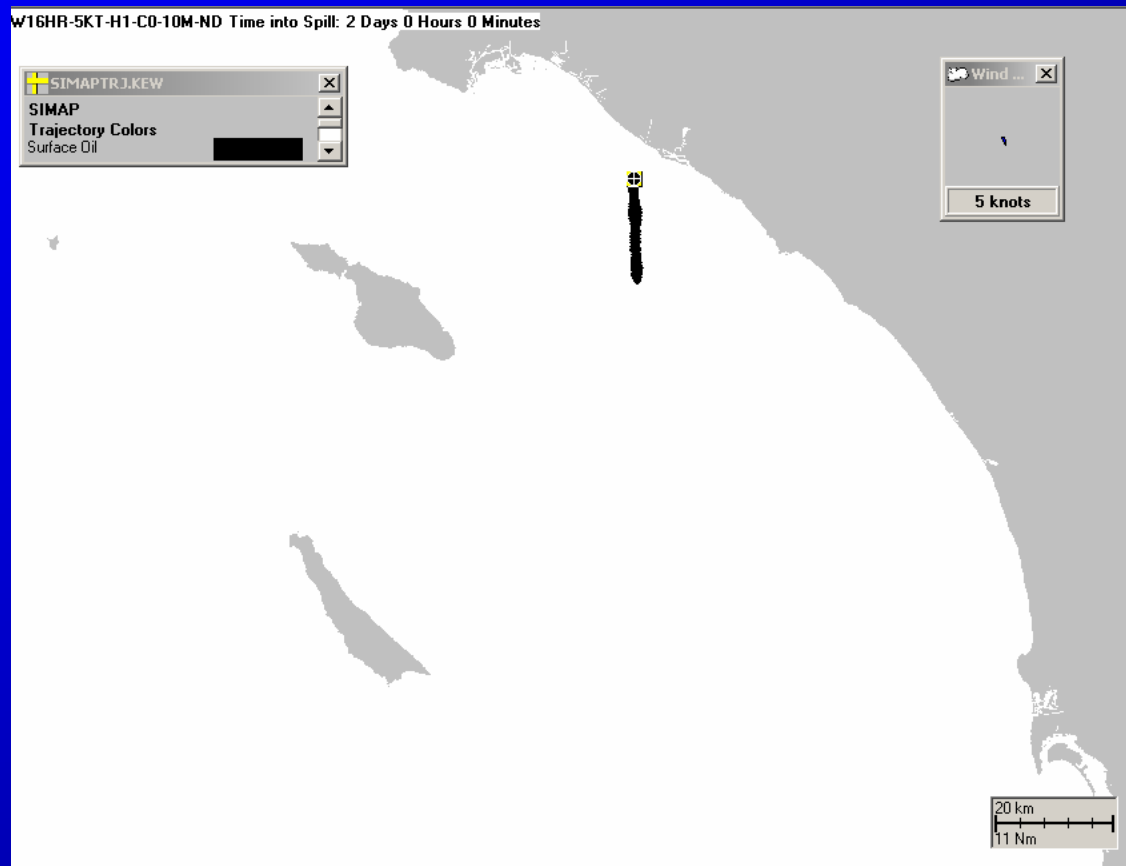 W16HR-5KT-H1-C0-10M-ND Time into Spill: 2 Days 0 Hours 0 Minutes
SIMAPTRJ.KEW
SIMAP
Trajectory Colors
Surface Oil
Wind ...
5 knots
20 km
11 Nm